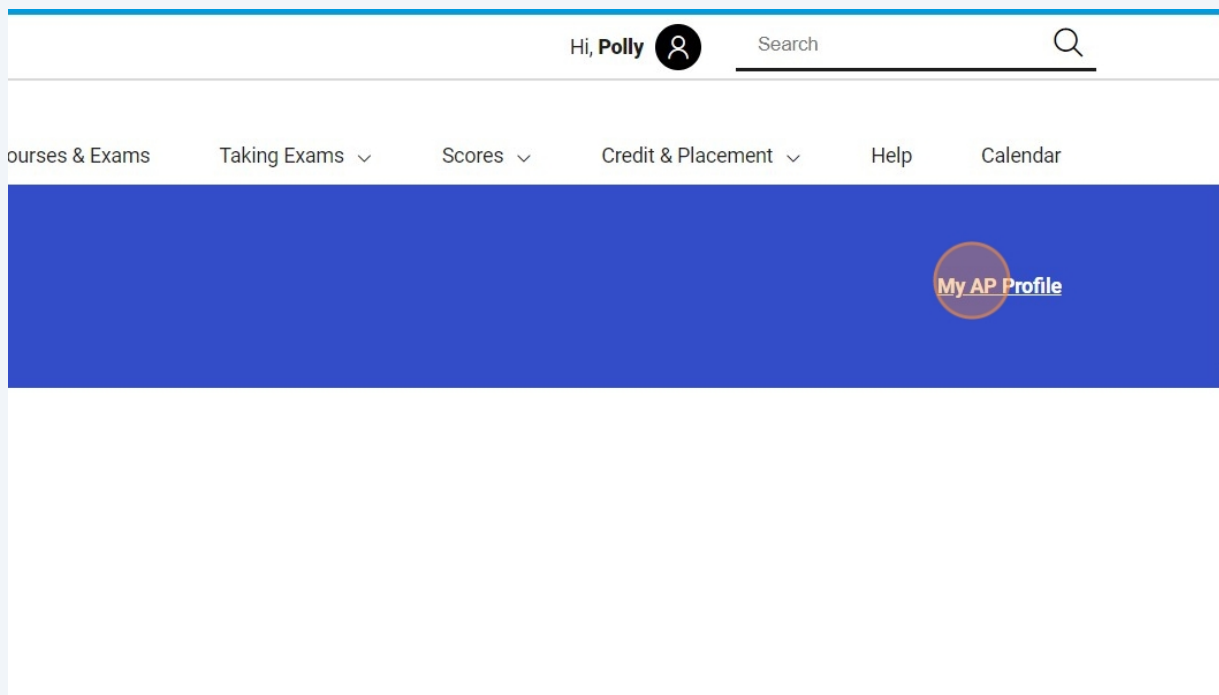 Hi, Polly Search
ourses & Exams Taking Exams Scores Credit & Placement Help Calendar
My AP Profile